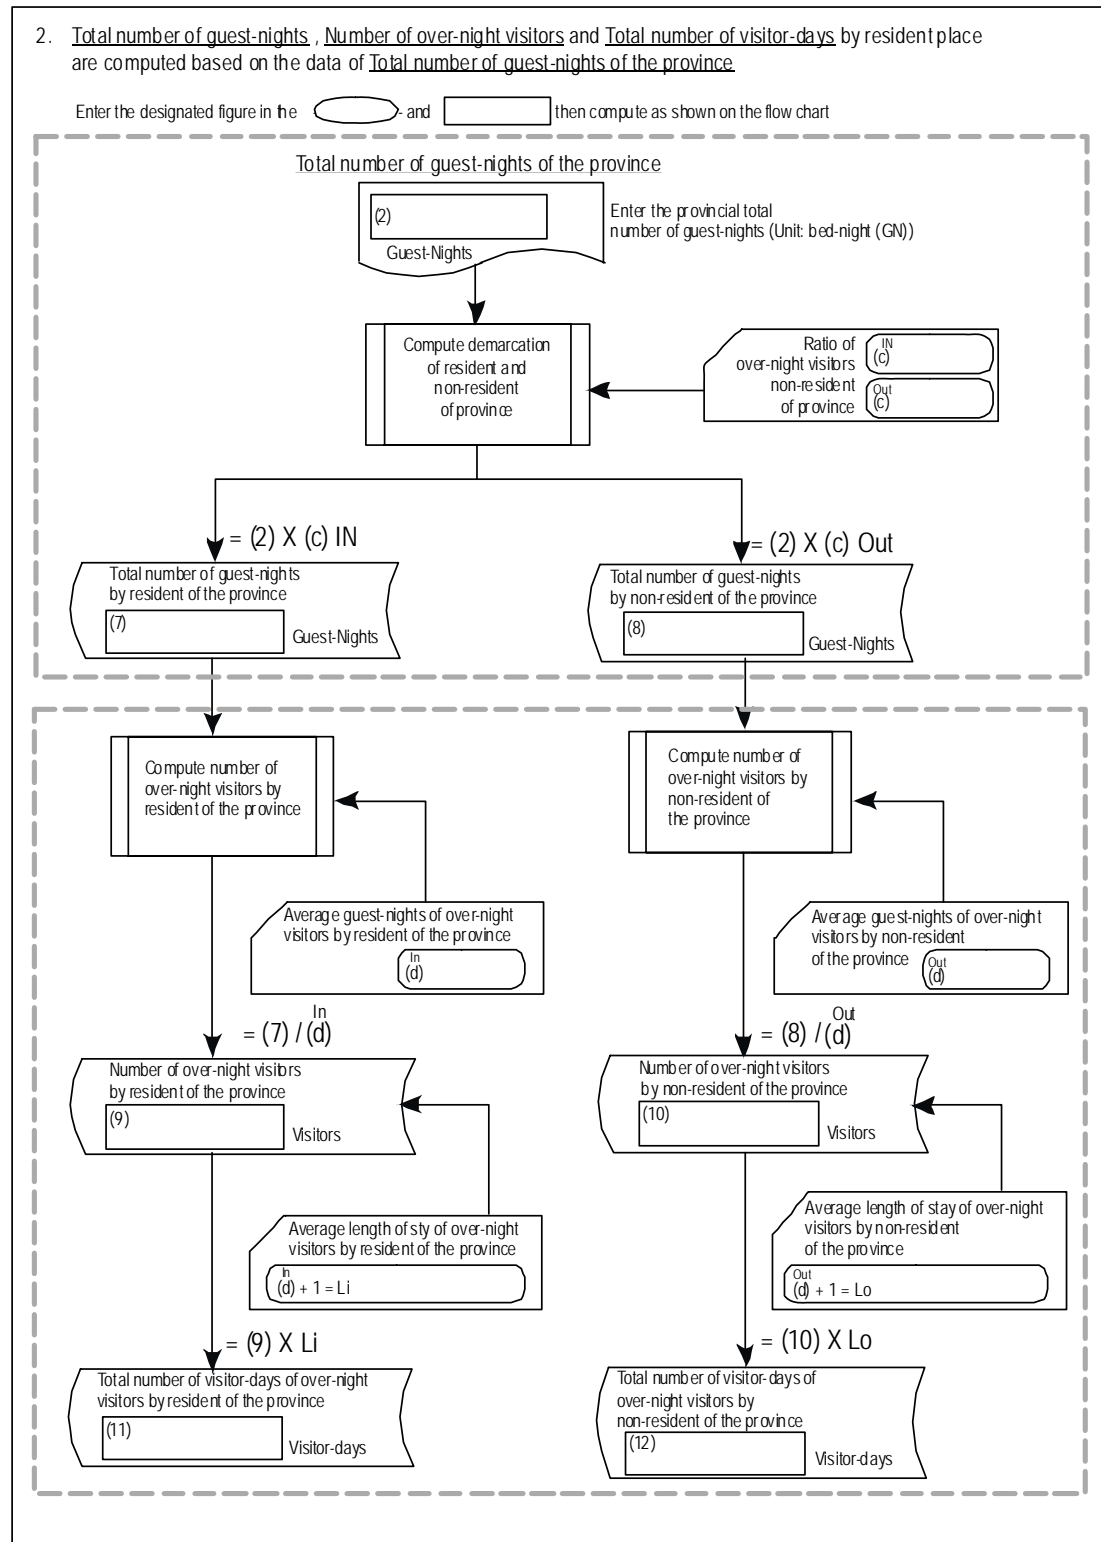 2. Total number of guest-nights , Number of over-night visitors and Total number of visitor-days by resident place
are computed based on the data of Total number of guest-nights of the province
Enter the designated figure in the - and then compute as shown on the flow chart
Total number of guest-nights of the province
(2)
Guest-Nights
Enter the provincial total
number of guest-nights (Unit: bed-night (GN))
Compute demarcation
of resident and
non-resident
of province
Ratio of
over-night visitors
non-resident
of province
IN
(c)
Out
(c)
= (2) X (c) IN
= (2) X (c) Out
Total number of guest-nights
by resident of the province
(7)
Guest-Nights
Total number of guest-nights
by non-resident of the province
(8)
Guest-Nights
Compute number of
over-night visitors by
resident of the province
Compute number of
over-night visitors by
non-resident of
the province
Average guest-nights of over-night
visitors by resident of the province
In
(d)
Average guest-nights of over-night
visitors by non-resident
of the province
Out
(d)
In
= (7) / (d)
Out
= (8) / (d)
Number of over-night visitors
by resident of the province
(9)
Visitors
Number of over-night visitors
by non-resident of the province
(10)
Visitors
Average length of sty of over-night
visitors by resident of the province
In
(d) + 1 = Li
Average length of stay of over-night
visitors by non-resident
of the province
Out
(d) + 1 = Lo
= (9) X Li
= (10) X Lo
Total number of visitor-days of over-night
visitors by resident of the province
(11)
Visitor-days
Total number of visitor-days of
over-night visitors by
non-resident of the province
(12)
Visitor-days